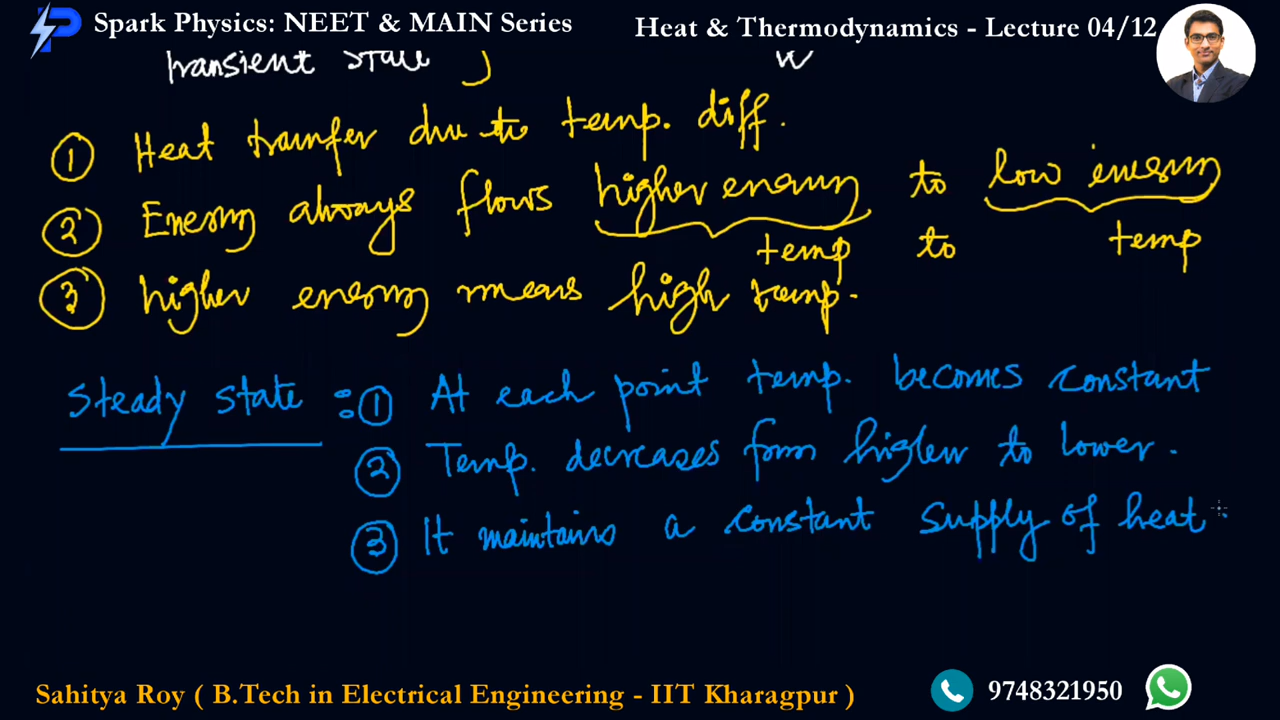 Spark Physics: NEET & MAIN Series
Heat & Thermodynamics - Lecture 04/12
Transient state
① Heat transfer due to temp. diff.
② Energy always flows higher energy to low energy
temp to temp
③ higher energy means high temp.
Steady state : ① At each point temp. becomes constant
② Temp. decreases from higher to lower.
③ It maintains a constant supply of heat.
Sahitya Roy ( B.Tech in Electrical Engineering - IIT Kharagpur )
9748321950